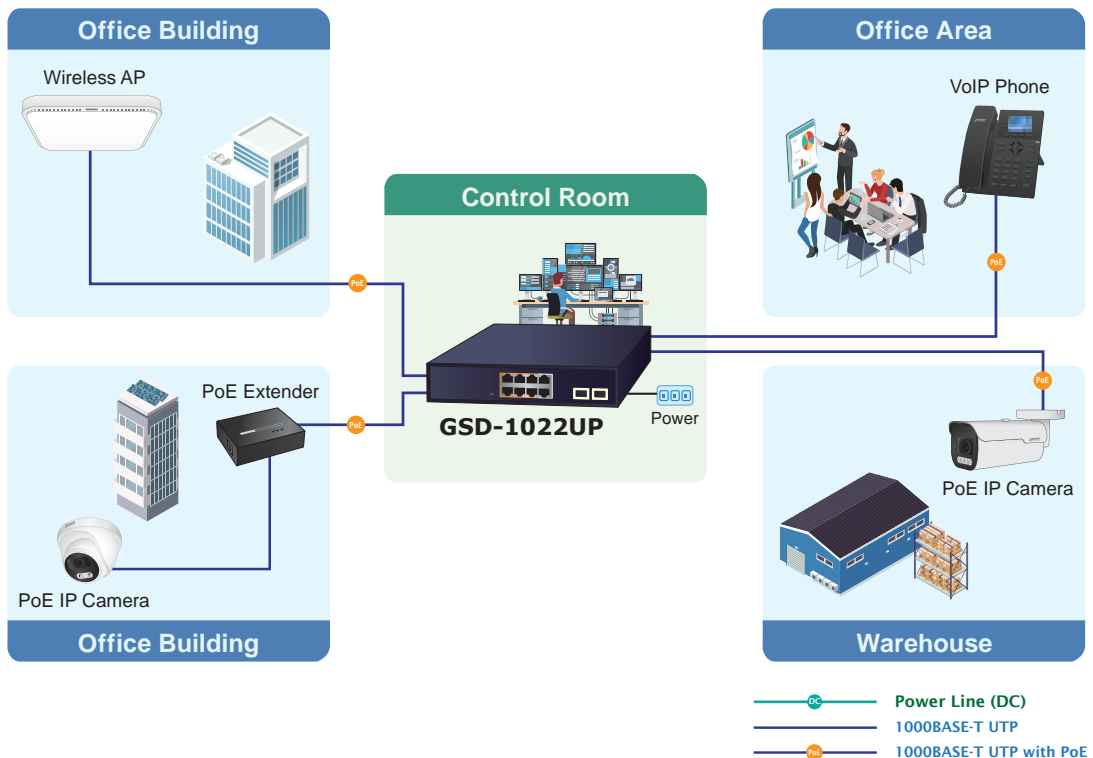 Office Building
Wireless AP
PoE
Office Area
VoIP Phone
PoE
Control Room
GSD-1022UP
Power
PoE Extender
PoE
PoE IP Camera
Office Building
PoE
PoE IP Camera
Warehouse
DC
Power Line (DC)
1000BASE-T UTP
PoE
1000BASE-T UTP with PoE